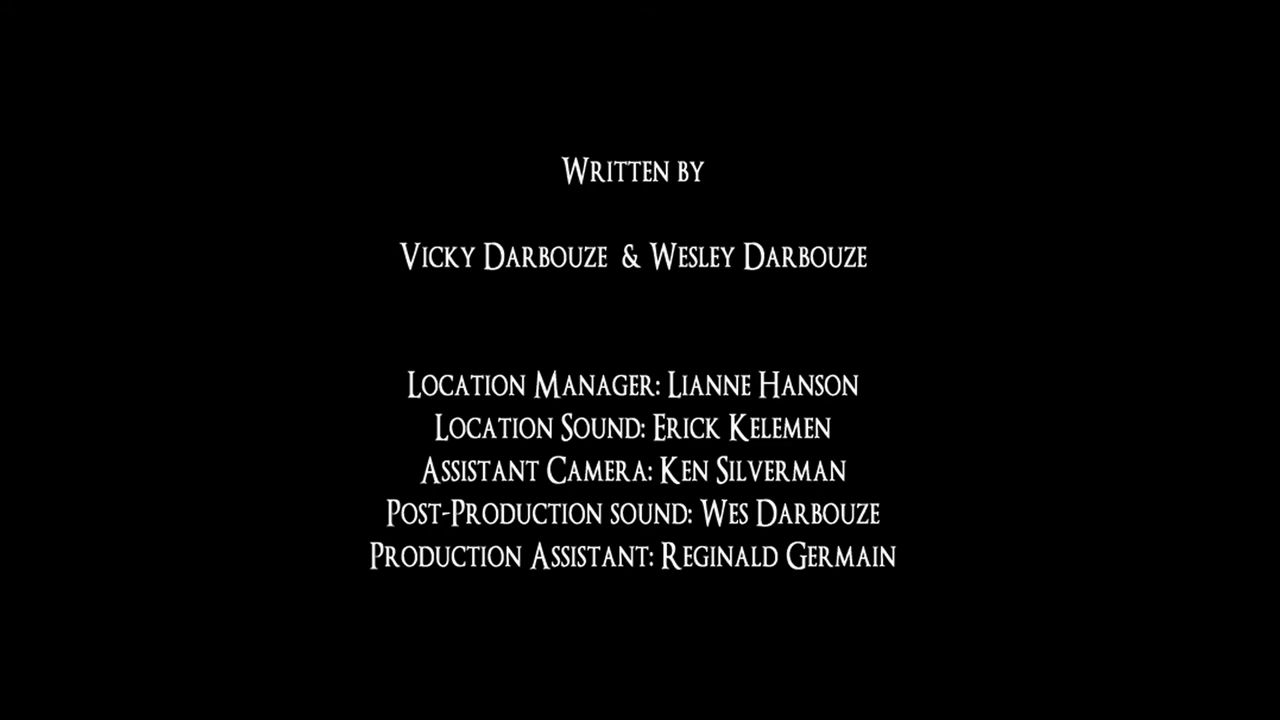 Written by
Vicky Darbouze & Wesley Darbouze
Location Manager: Lianne Hanson
Location Sound: Erick Kelemen
Assistant Camera: Ken Silverman
Post-Production sound: Wes Darbouze
Production Assistant: Reginald Germain